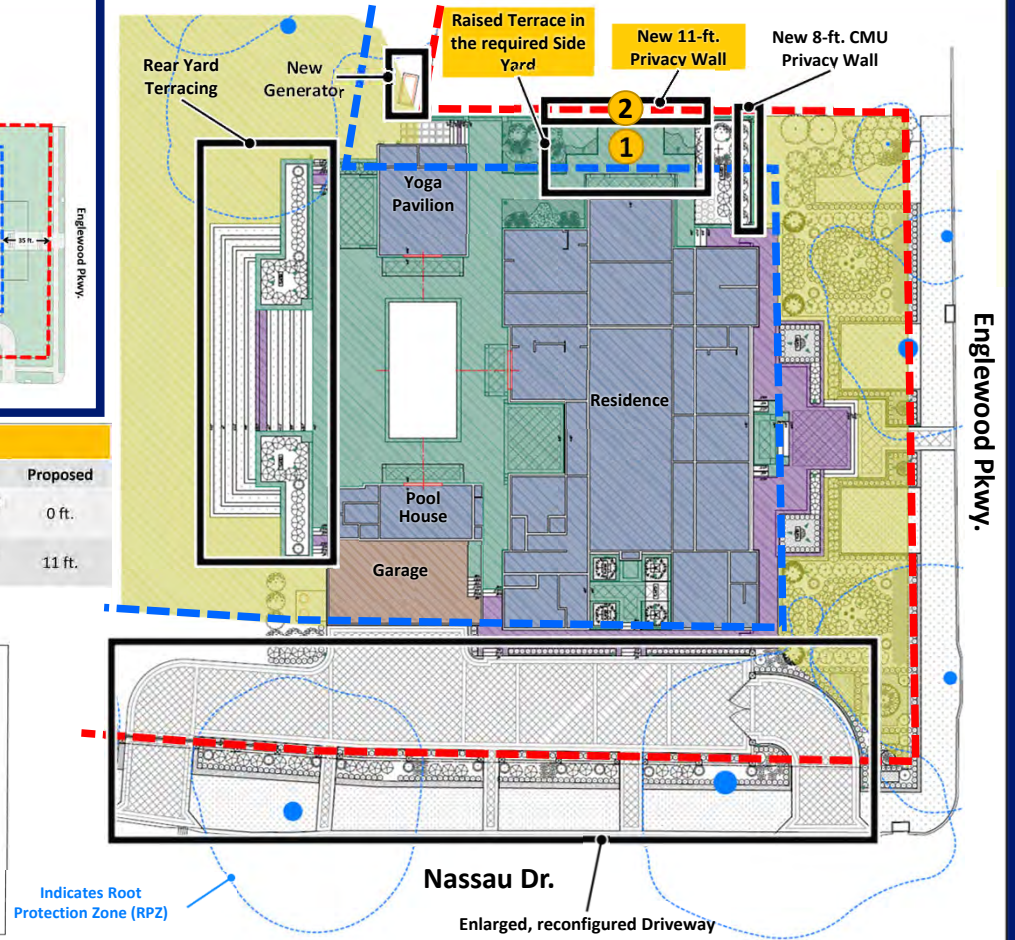 Raised Terrace in
the required Side
Yard
New 11-ft.
Privacy Wall
New 8-ft. CMU
Privacy Wall
Rear Yard
Terracing
New
Generator
2
1
Englewood Pkwy.
35 ft.
Yoga
Pavilion
Residence
Englewood Pkwy.
Proposed
0 ft.
11 ft.
Pool
House
Garage
Nassau Dr.
Indicates Root
Protection Zone (RPZ)
Enlarged, reconfigured Driveway